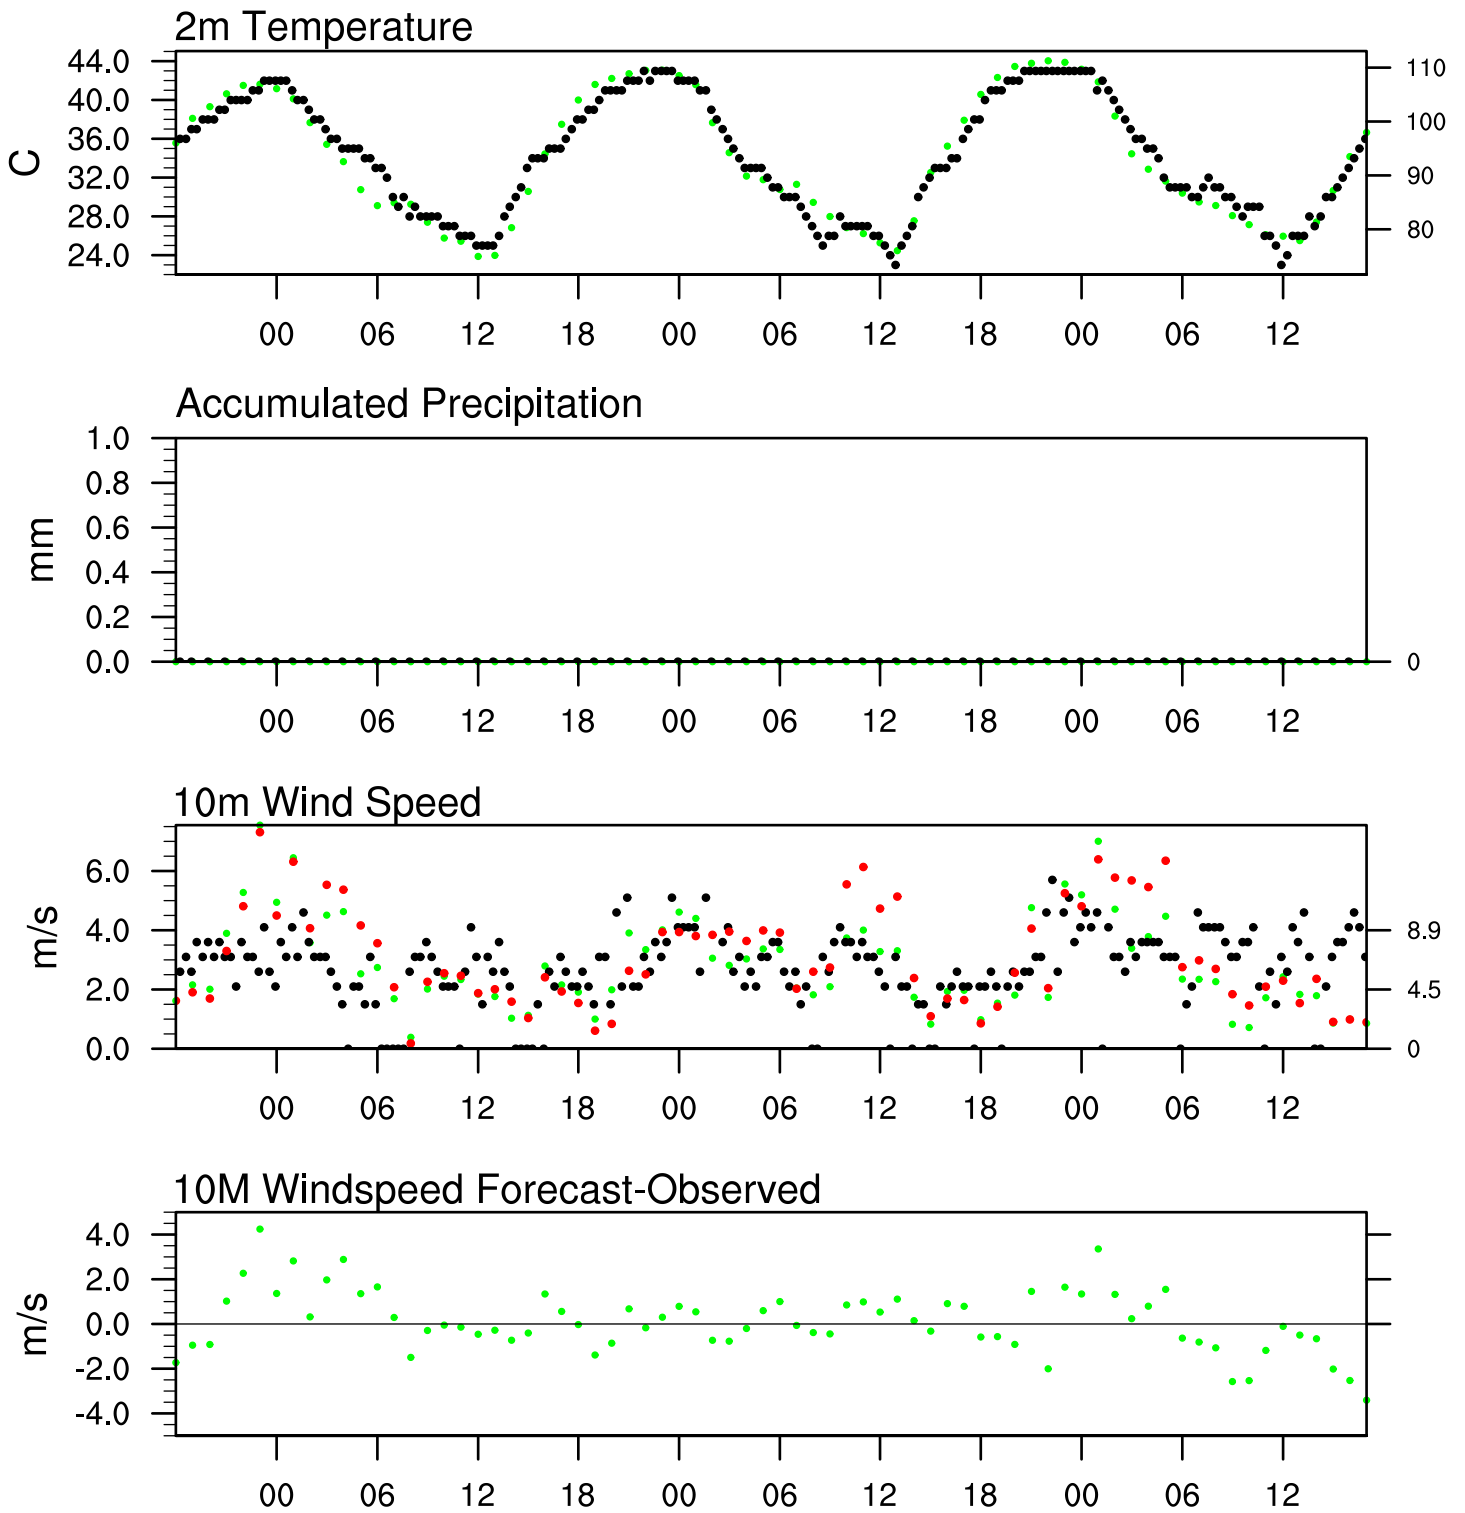 2m Temperature
44.0
40.0
36.0
32.0
28.0
24.0
C
110
100
90
80
00 06 12 18 00 06 12 18 00 06 12
Accumulated Precipitation
1.0
0.8
0.6
0.4
0.2
0.0
mm
0
00 06 12 18 00 06 12 18 00 06 12
10m Wind Speed
6.0
4.0
2.0
0.0
m/s
8.9
4.5
0
00 06 12 18 00 06 12 18 00 06 12
10M Windspeed Forecast-Observed
4.0
2.0
0.0
-2.0
-4.0
m/s
00 06 12 18 00 06 12 18 00 06 12